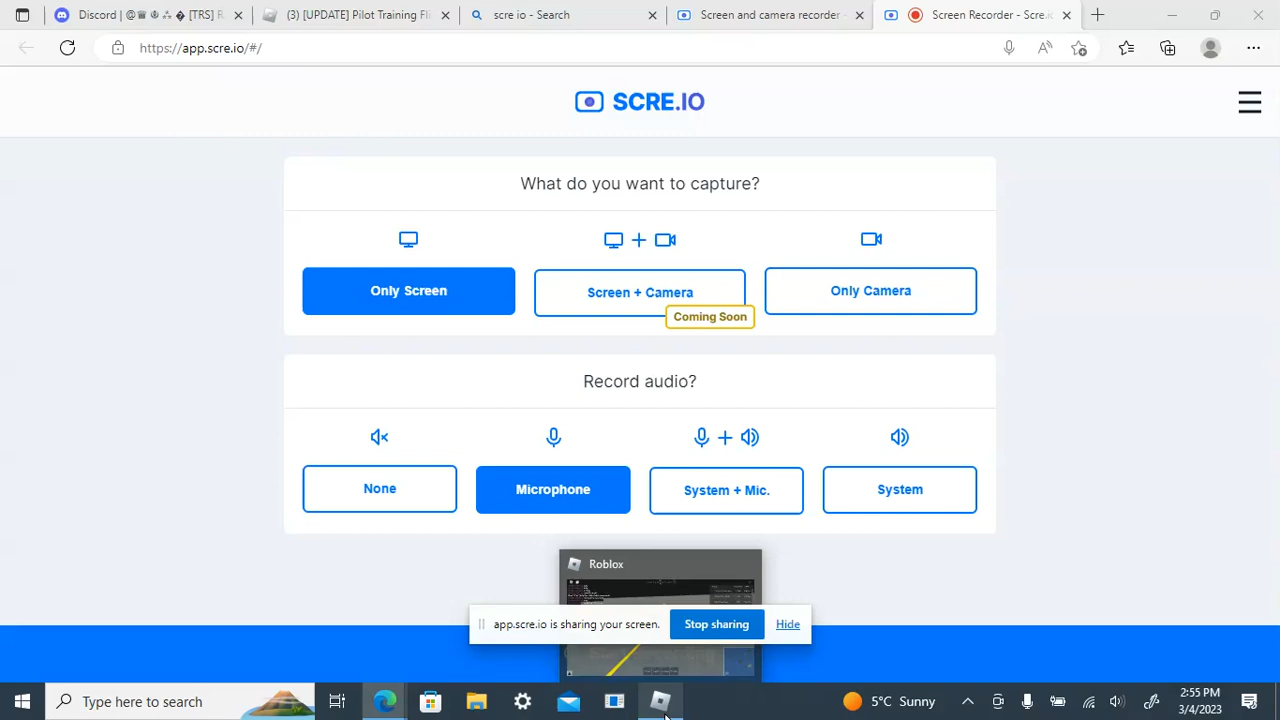 Discord | @♕ ♔ ஃ � [TRS] R
(3) [UPDATE] Pilot Training Fli
scre io - Search
Screen and camera recorder -
Screen Recorder - Scre.io
https://app.scre.io/#/
SCRE.IO
What do you want to capture?
Only Screen
Screen + Camera
Only Camera
Coming Soon
Record audio?
None
Microphone
System + Mic.
System
Roblox
app.scre.io is sharing your screen.
Stop sharing
Hide
Type here to search
5°C Sunny
2:55 PM
3/4/2023